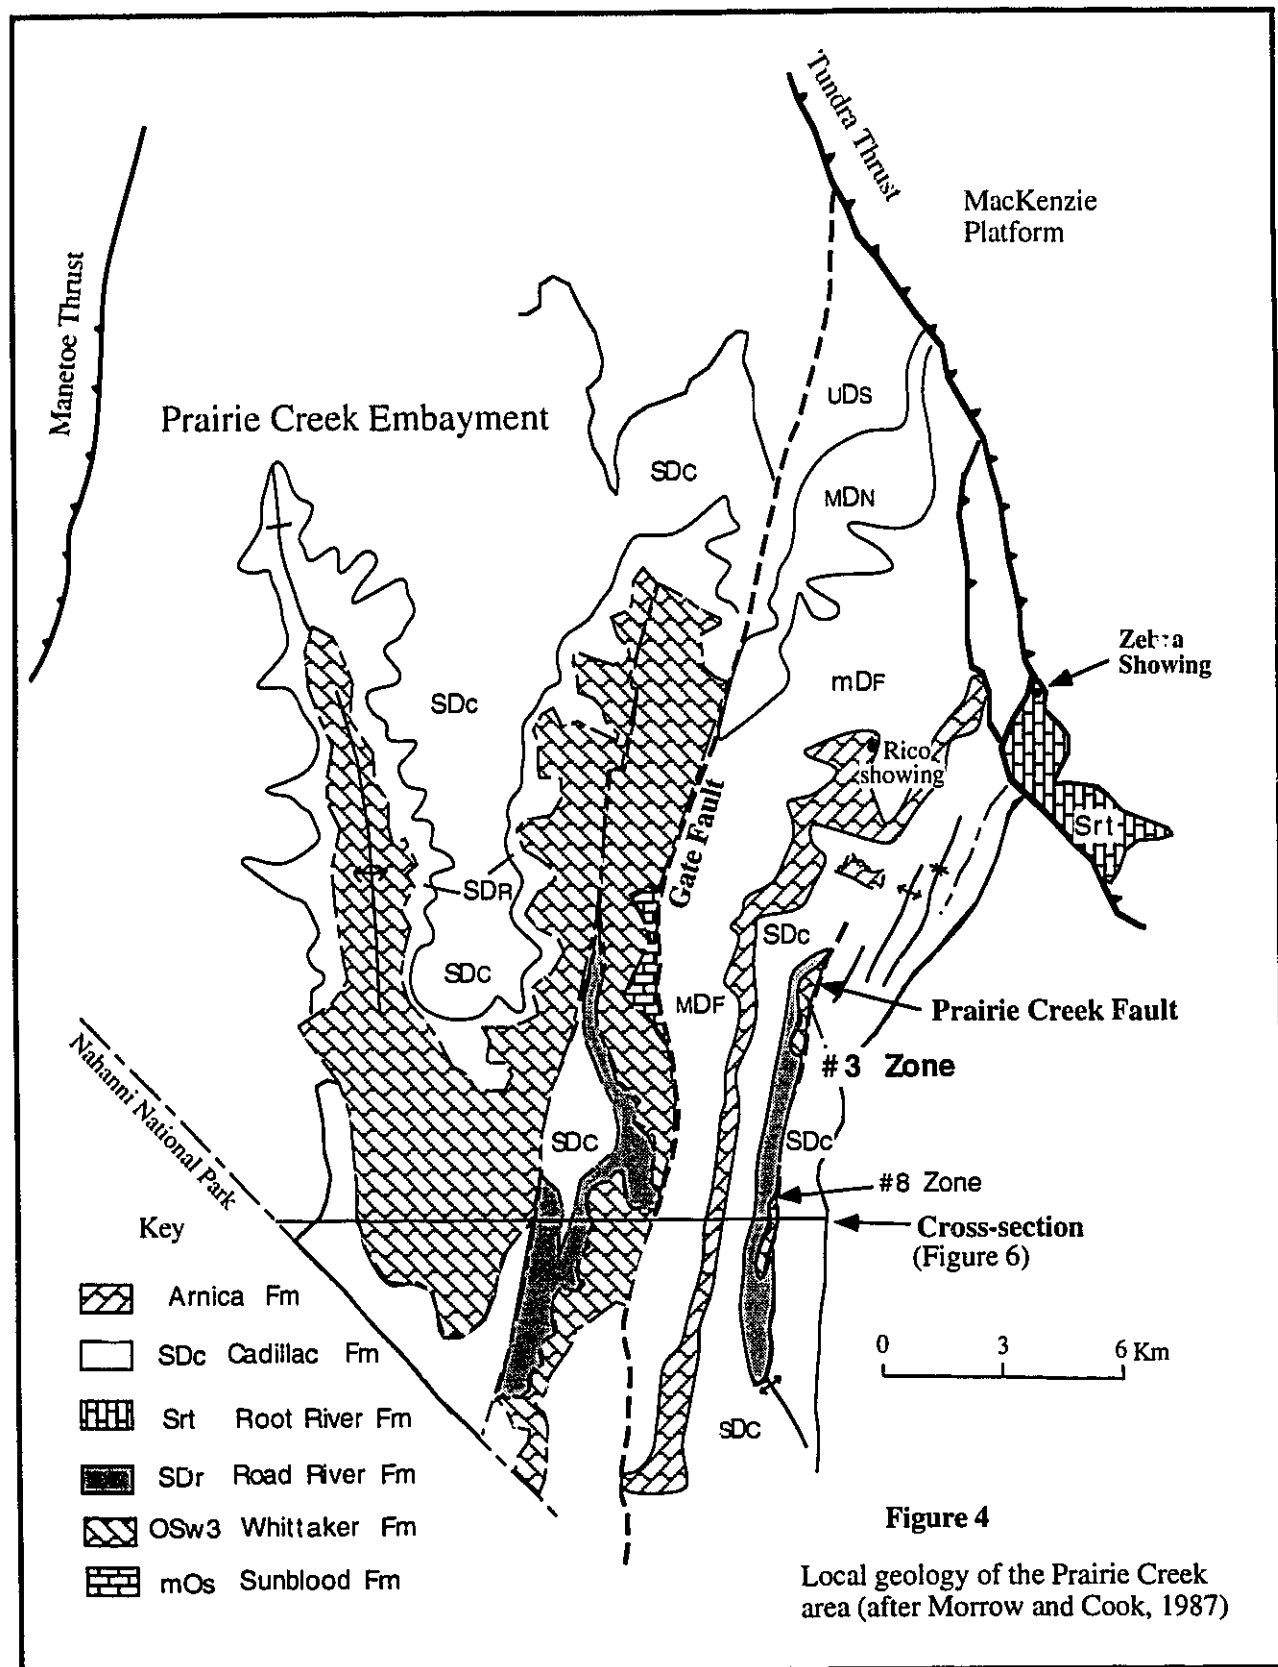 Tundra Thrust
MacKenzie
Platform
Manetoe Thrust
Prairie Creek Embayment
UDS
SDC
MDN
Zebra
Showing
mDF
SDC
Rico
showing
Gate Fault
Srt
SDR
SDC
SDC
MDF
Prairie Creek Fault
#3 Zone
Nahanni National Park
SDC
SDC
#8 Zone
Cross-section
(Figure 6)
Key
Arnica Fm
SDc Cadillac Fm
Srt Root River Fm
SDr Road River Fm
OSw3 Whittaker Fm
mOs Sunblood Fm
0 3 6 Km
sDC
Figure 4
Local geology of the Prairie Creek
area (after Morrow and Cook, 1987)